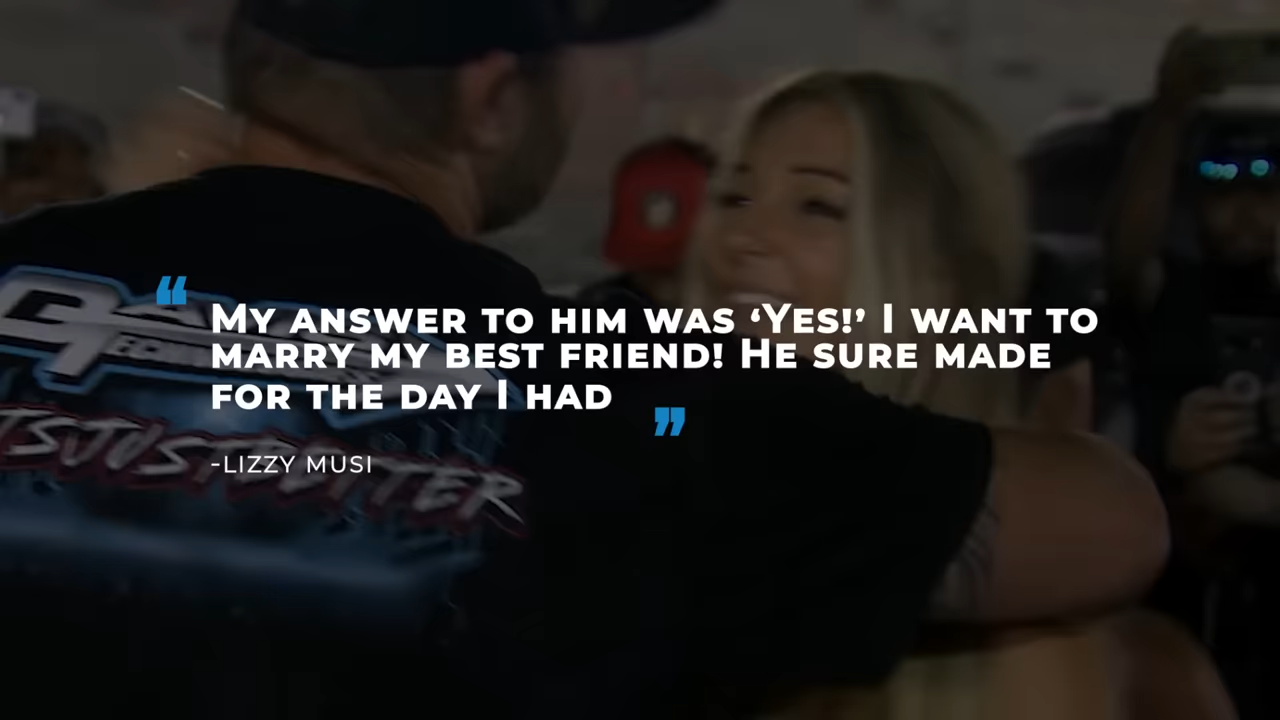 “My answer to him was ‘Yes!’ I want to
marry my best friend! He sure made
for the day I had”
-LIZZY MUSI